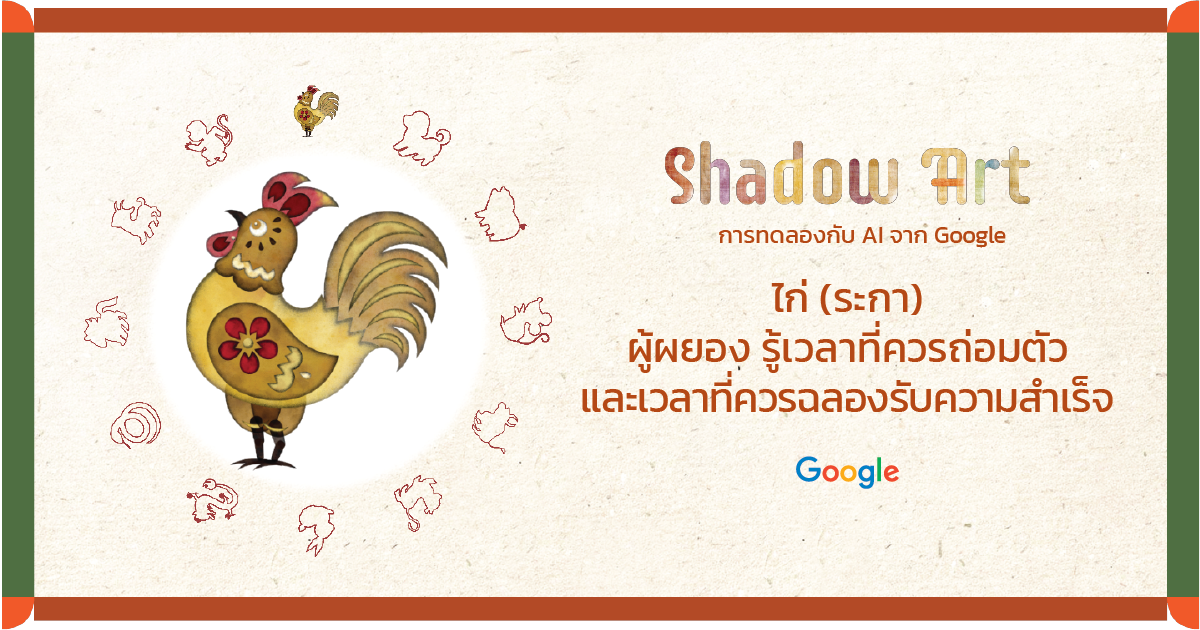 Shadow Art
การทดลองกับ AI จาก Google
ไก่ (ระกา)
ผู้ผยอง รู้เวลาที่ควรถ่อมตัว
และเวลาที่ควรฉลองรับความสำเร็จ
Google